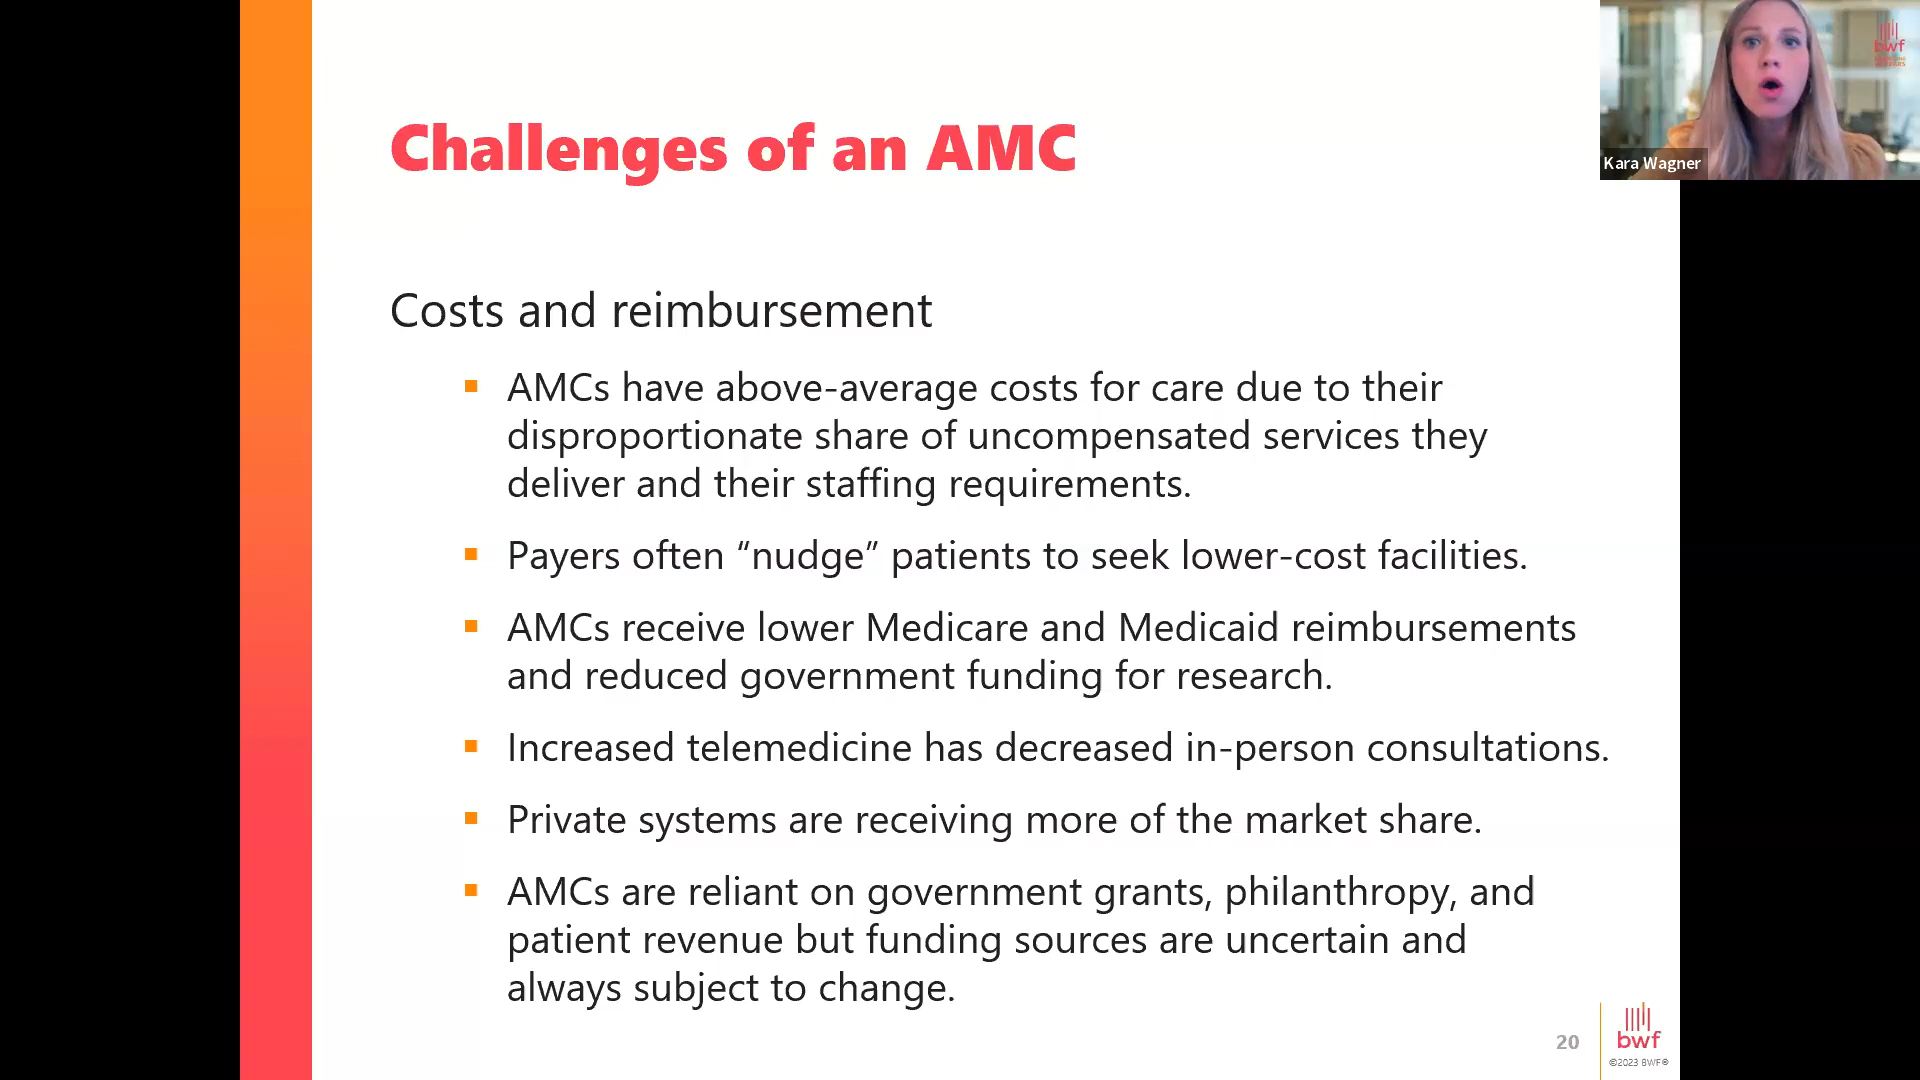 Challenges of an AMC
bwf
Kara Wagner
Costs and reimbursement
AMCs have above-average costs for care due to their
disproportionate share of uncompensated services they
deliver and their staffing requirements.
Payers often “nudge” patients to seek lower-cost facilities.
AMCs receive lower Medicare and Medicaid reimbursements
and reduced government funding for research.
Increased telemedicine has decreased in-person consultations.
Private systems are receiving more of the market share.
AMCs are reliant on government grants, philanthropy, and
patient revenue but funding sources are uncertain and
always subject to change.
20
bwf
©2023 BWF®